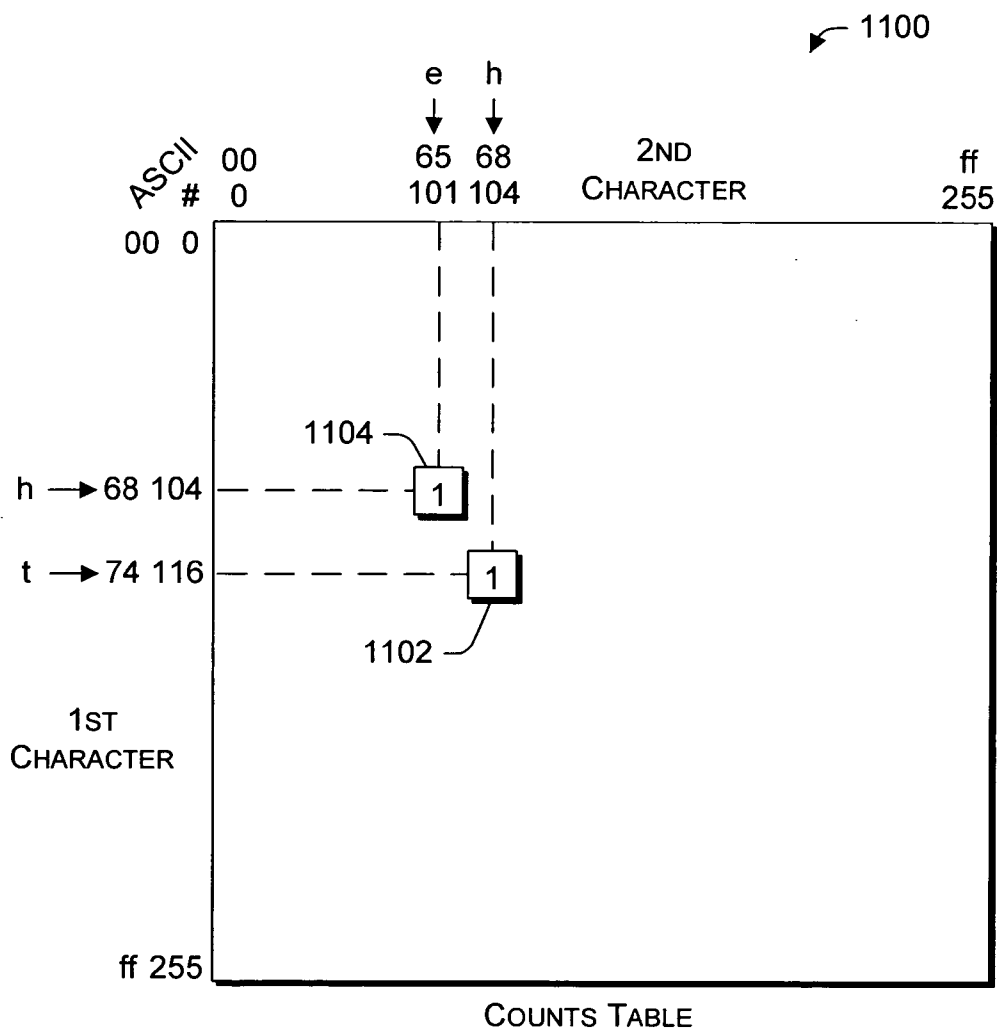 1100
e h
ASCII 00 65 68 2ND ff
# 0 101 104 CHARACTER 255
00 0
1104
h 68 104 1
t 74 116 1
1102
1ST
CHARACTER
ff 255
COUNTS TABLE